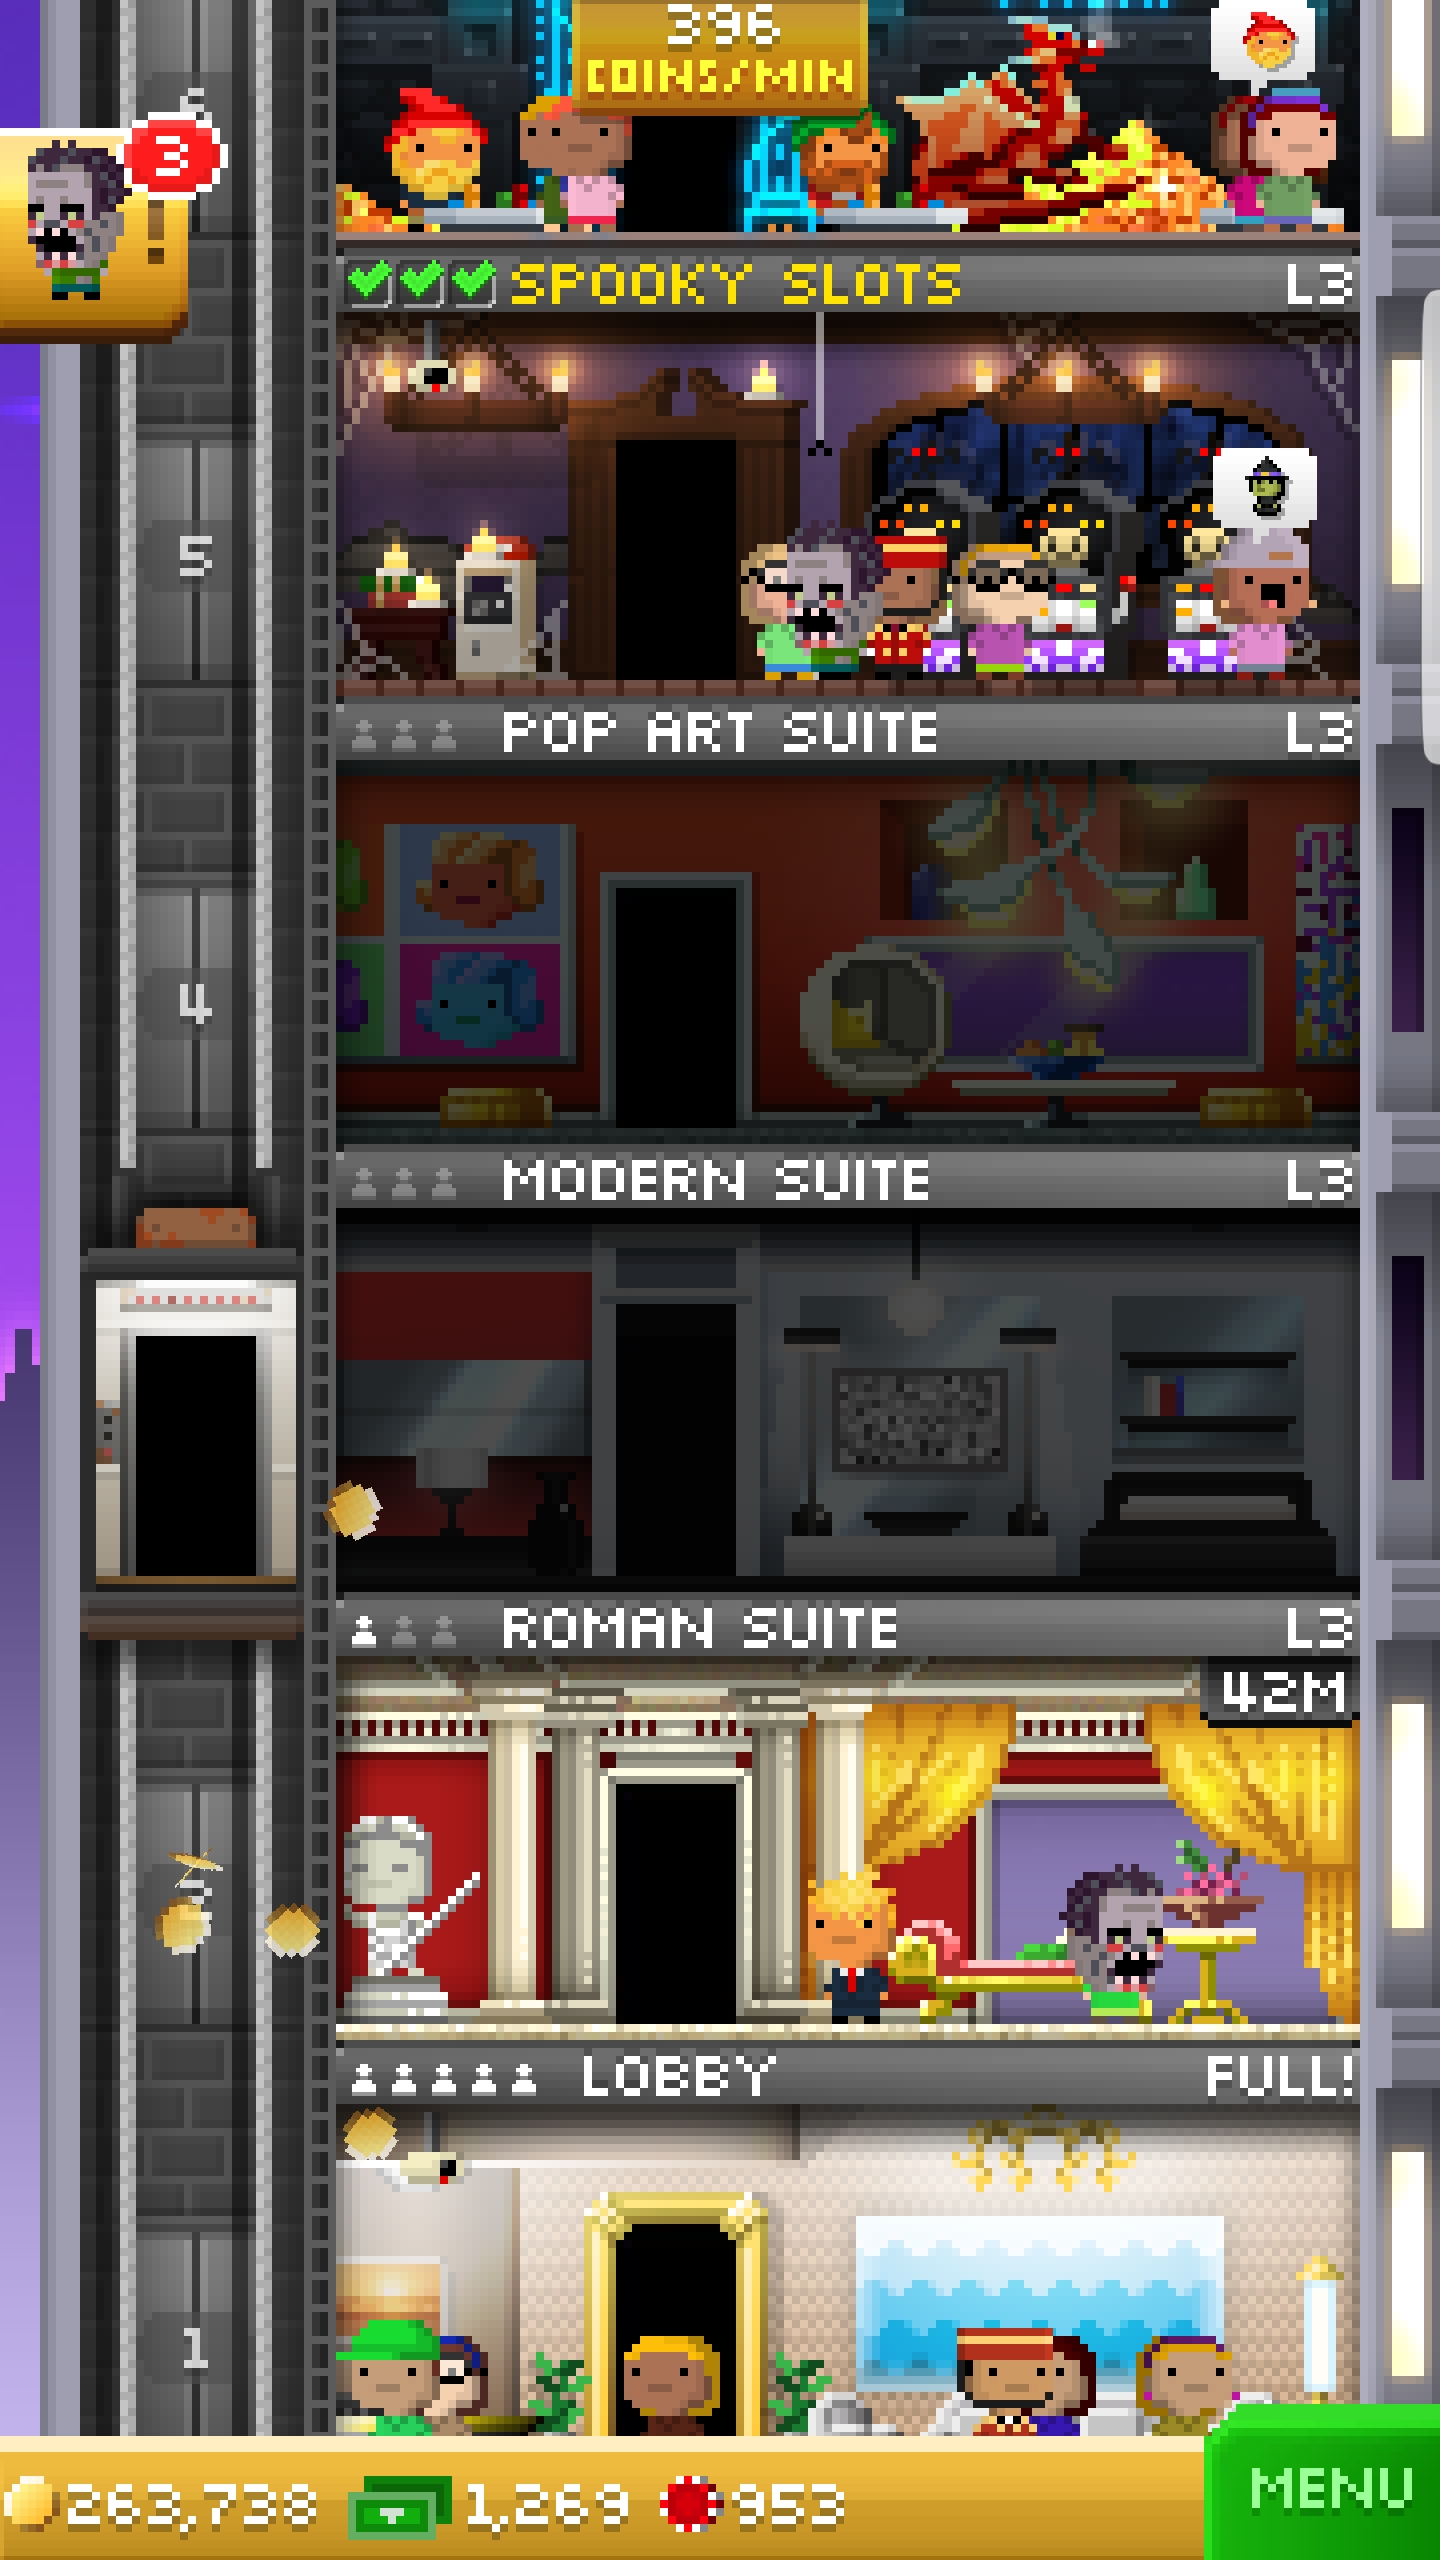 396
COINS/MIN
3
!
SPOOKY SLOTS L3
5
POP ART SUITE L3
4
MODERN SUITE L3
ROMAN SUITE L3
42M
LOBBY FULL!
1
263,738 1,269 953
MENU